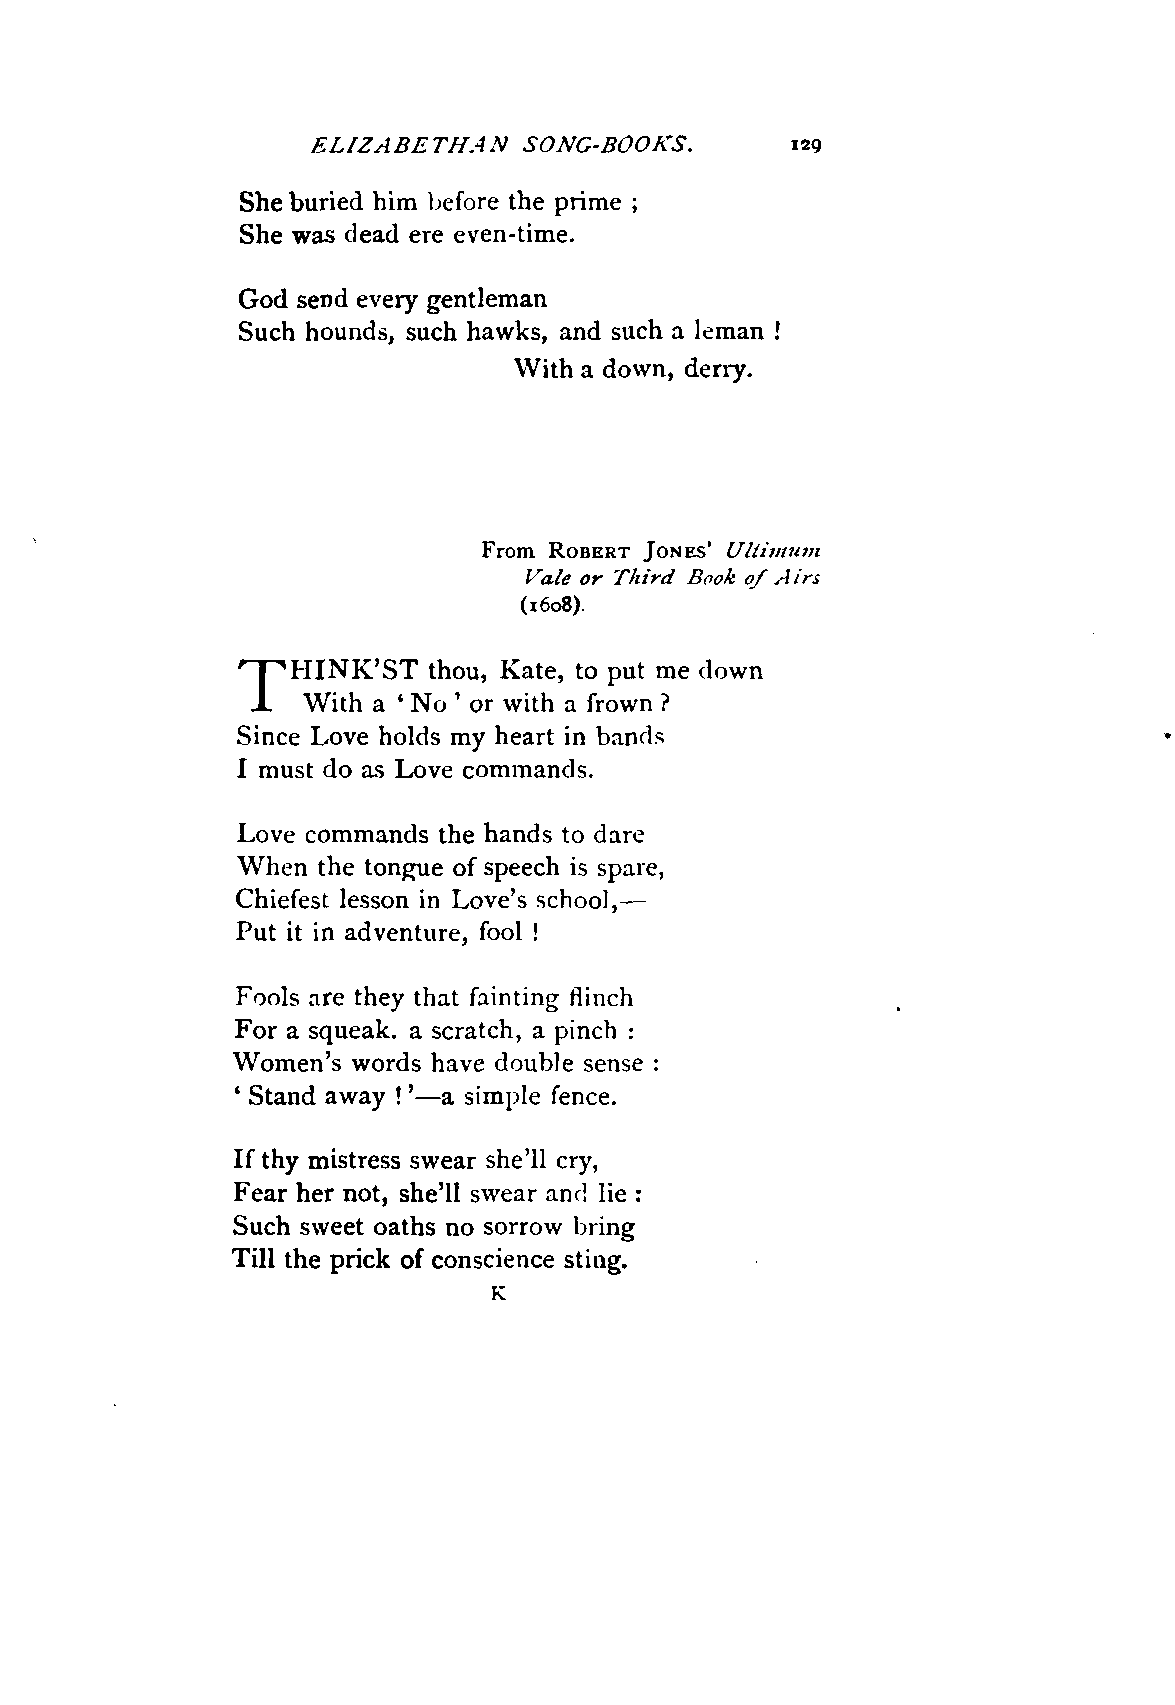 ELIZABETHAN SONG-BOOKS. 129
She buried him before the prime ;
She was dead ere even-time.
God send every gentleman
Such hounds, such hawks, and such a leman !
With a down, derry.
From ROBERT JONES' Ultimum
Vale or Third Book of Airs
(1608).
THINK'ST thou, Kate, to put me down
With a ‘ No ’ or with a frown ?
Since Love holds my heart in bands
I must do as Love commands.
Love commands the hands to dare
When the tongue of speech is spare,
Chiefest lesson in Love's school,—
Put it in adventure, fool !
Fools are they that fainting flinch
For a squeak. a scratch, a pinch :
Women's words have double sense :
‘ Stand away ! ’—a simple fence.
If thy mistress swear she'll cry,
Fear her not, she'll swear and lie :
Such sweet oaths no sorrow bring
Till the prick of conscience sting.
K